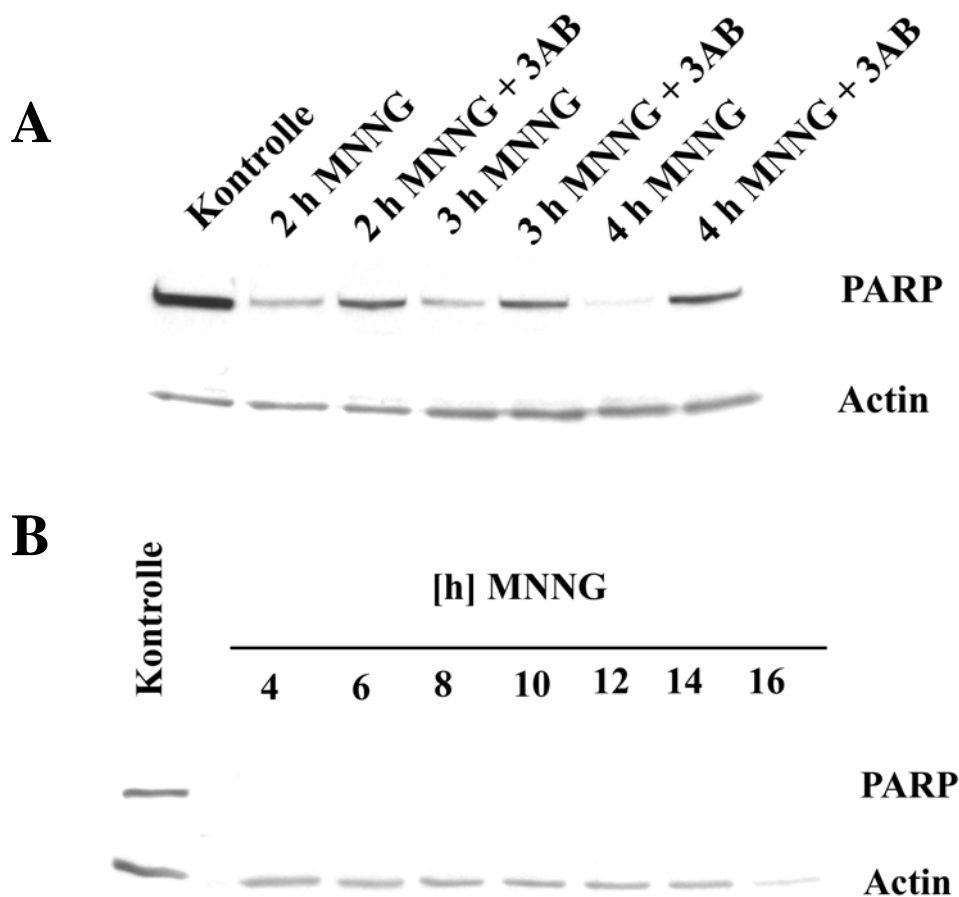 A
Kontrolle
2 h MNNG
2 h MNNG + 3AB
3 h MNNG
3 h MNNG + 3AB
4 h MNNG
4 h MNNG + 3AB
PARP
Actin
B
Kontrolle
[h] MNNG
4 6 8 10 12 14 16
PARP
Actin